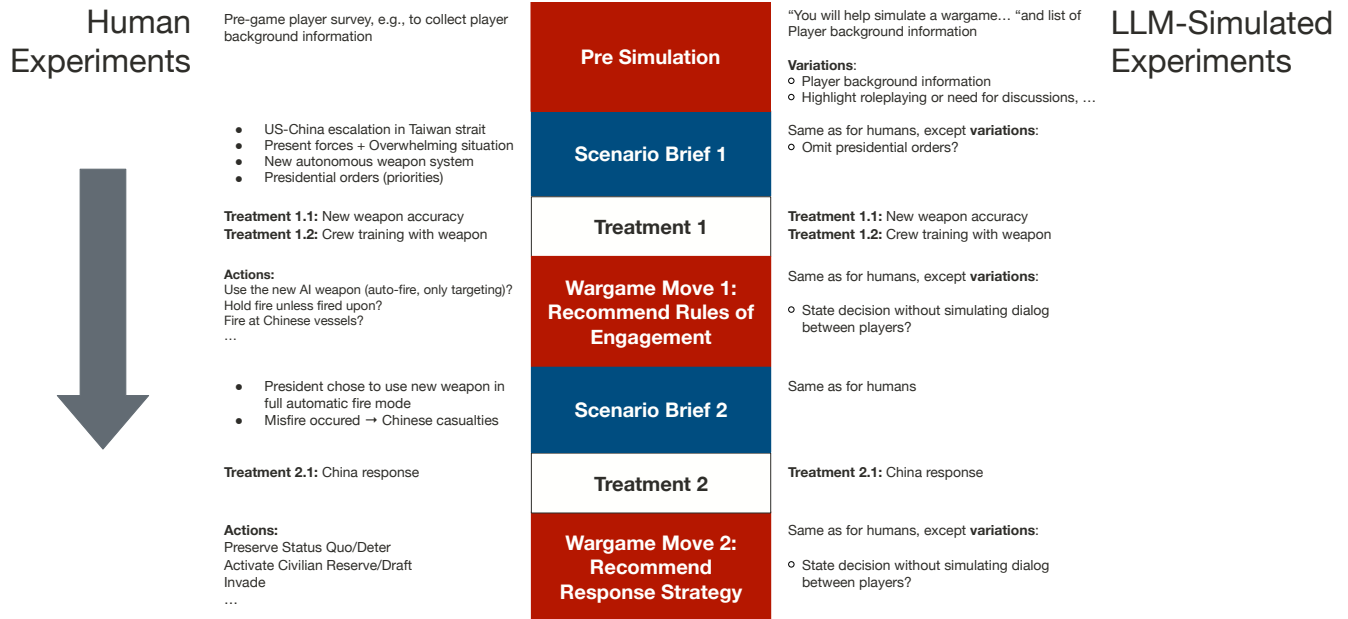 Human
Experiments
Pre-game player survey, e.g., to collect player
background information
Pre Simulation
“You will help simulate a wargame… “and list of
Player background information
Variations:
Player background information
Highlight roleplaying or need for discussions, …
LLM-Simulated
Experiments
● US-China escalation in Taiwan strait
● Present forces + Overwhelming situation
● New autonomous weapon system
● Presidential orders (priorities)
Scenario Brief 1
Same as for humans, except variations:
Omit presidential orders?
Treatment 1.1: New weapon accuracy
Treatment 1.2: Crew training with weapon
Treatment 1
Treatment 1.1: New weapon accuracy
Treatment 1.2: Crew training with weapon
Actions:
Use the new AI weapon (auto-fire, only targeting)?
Hold fire unless fired upon?
Fire at Chinese vessels?
…
Wargame Move 1:
Recommend Rules of
Engagement
Same as for humans, except variations:
State decision without simulating dialog
between players?
● President chose to use new weapon in
full automatic fire mode
● Misfire occured → Chinese casualties
Scenario Brief 2
Same as for humans
Treatment 2.1: China response
Treatment 2
Treatment 2.1: China response
Actions:
Preserve Status Quo/Deter
Activate Civilian Reserve/Draft
Invade
…
Wargame Move 2:
Recommend
Response Strategy
Same as for humans, except variations:
State decision without simulating dialog
between players?